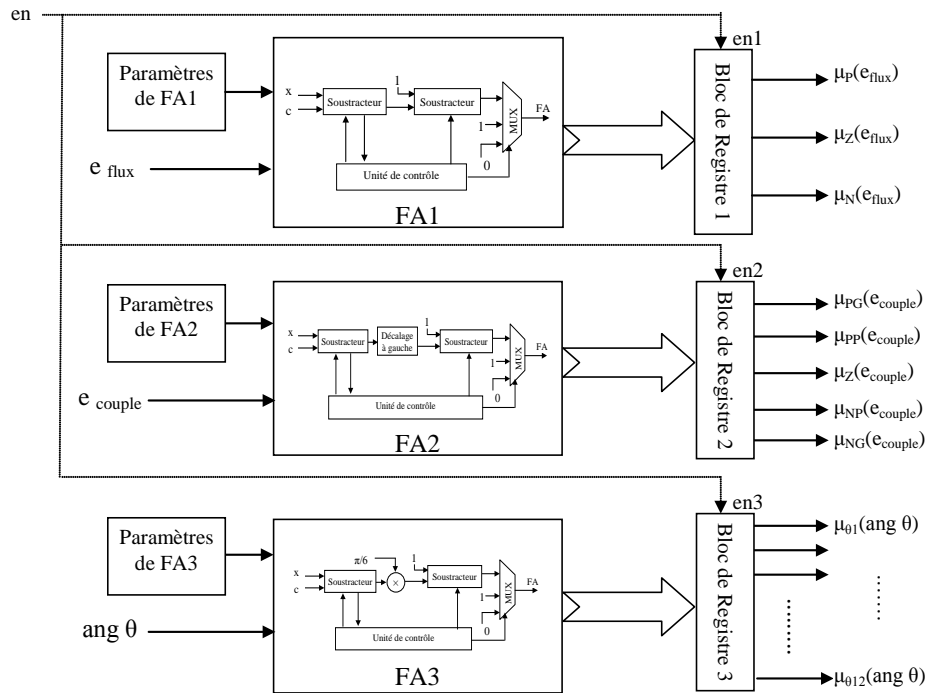 en
en1
Paramètres
de FA1
e flux
x
c
Soustracteur
1
Soustracteur
1
0
MUX
FA
Unité de contrôle
FA1
Bloc de Registre 1
μP(eflux)
μZ(eflux)
μN(eflux)
en2
Paramètres
de FA2
e couple
x
c
Soustracteur
Décalage
à gauche
1
Soustracteur
1
0
MUX
FA
Unité de contrôle
FA2
Bloc de Registre 2
μPG(ecouple)
μPP(ecouple)
μZ(ecouple)
μNP(ecouple)
μNG(ecouple)
en3
Paramètres
de FA3
ang θ
x
c
Soustracteur
π/6
×
1
Soustracteur
1
0
MUX
FA
Unité de contrôle
FA3
Bloc de Registre 3
μθ1(ang θ)
μθ12(ang θ)